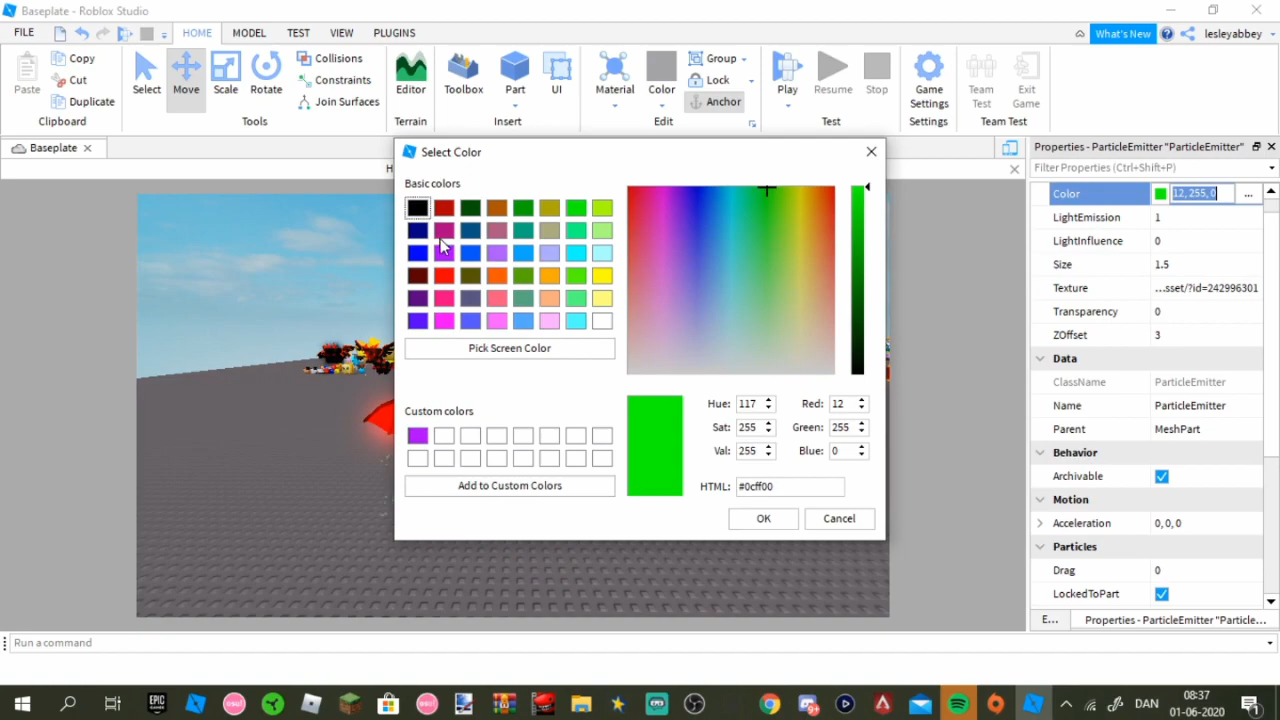 Baseplate - Roblox Studio
FILE HOME MODEL TEST VIEW PLUGINS What's New lesleyabbey
Paste Copy Cut Duplicate Select Move Scale Rotate Collisions Constraints Join Surfaces Editor Toolbox Part UI Material Color Group Lock Anchor Play Resume Stop Game Settings Team Test Exit Game
Clipboard Tools Terrain Insert Edit Test Settings Team Test
Baseplate
Select Color
Basic colors
Pick Screen Color
Custom colors
Add to Custom Colors
Hue: 117 Red: 12
Sat: 255 Green: 255
Val: 255 Blue: 0
HTML: #0cff00
OK Cancel
Properties - ParticleEmitter "ParticleEmitter"
Filter Properties (Ctrl+Shift+P)
Color 12, 255, 0 ...
LightEmission 1
LightInfluence 0
Size 1.5
Texture ...sset/?id=242996301
Transparency 0
ZOffset 3
Data
ClassName ParticleEmitter
Name ParticleEmitter
Parent MeshPart
Behavior
Archivable
Motion
Acceleration 0, 0, 0
Particles
Drag 0
LockedToPart
E... Properties - ParticleEmitter "Particle...
Run a command
EPIC GAMES osu! DAN 08:37
01-06-2020